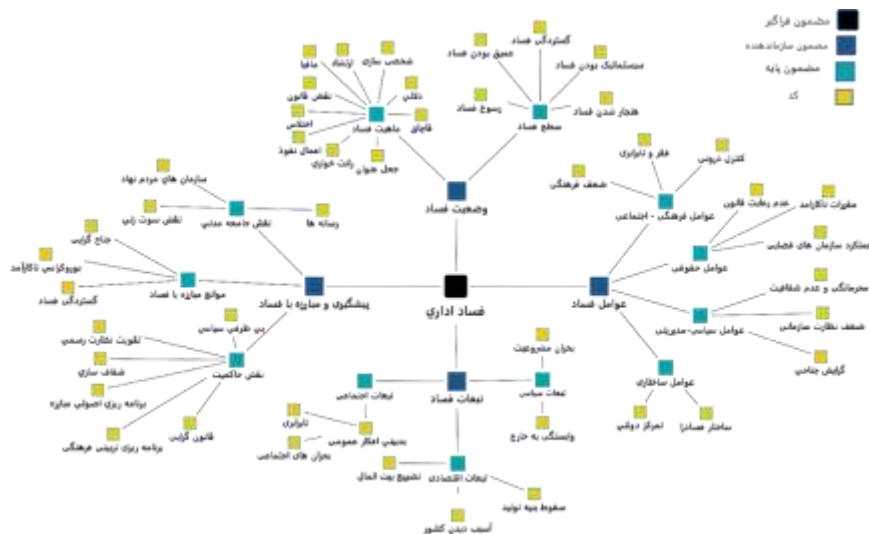 مضمون فراگیر
مضمون سازماندهنده
مضمون پایه
کد
مافیا
ارتشاء
شخصی سازی
نقض قانون
دلالی
اختلاس
ماهیت فساد
قاچاق
اعمال نفوذ
رانت خواری
جعل عنوان
عمیق بودن فساد
گستردگی فساد
سیستماتیک بودن فساد
رسوخ فساد
سطح فساد
هنجار شدن فساد
وضعیت فساد
سازمان های مردم نهاد
نقش سوت زنی
نقش جامعه مدنی
رسانه ها
جناح گرایی
بوروکراسی ناکارآمد
گستردگی فساد
موانع مبارزه با فساد
پیشگیری و مبارزه با فساد
فساد اداري
عوامل فساد
ضعف فرهنگی
فقر و نابرابری
کنترل درونی
عوامل فرهنگی - اجتماعی
عدم رعایت قانون
مقررات ناکارامد
عملکرد سازمان های قضایی
عوامل حقوقی
محرمانگی و عدم شفافیت
ضعف نظارت سازمانی
عوامل سیاسی-مدیریتی
گرایش جناحی
عوامل ساختاری
تمرکز دولتی
ساختار فسادزا
بی طرفی سیاسی
تقویت نظارت رسمی
شفاف سازی
نقش حاکمیت
برنامه ریزی اصولی مبارزه
برنامه ریزی تربیتی فرهنگی
قانون گرایی
تبعات فساد
تبعات اجتماعی
نابرابری
بدبینی افکار عمومی
بحران های اجتماعی
بحران مشروعیت
تبعات سیاسی
وابستگی به خارج
تضییع بیت المال
تبعات اقتصادی
سقوط بنیه تولید
آسیب دیدن کشور